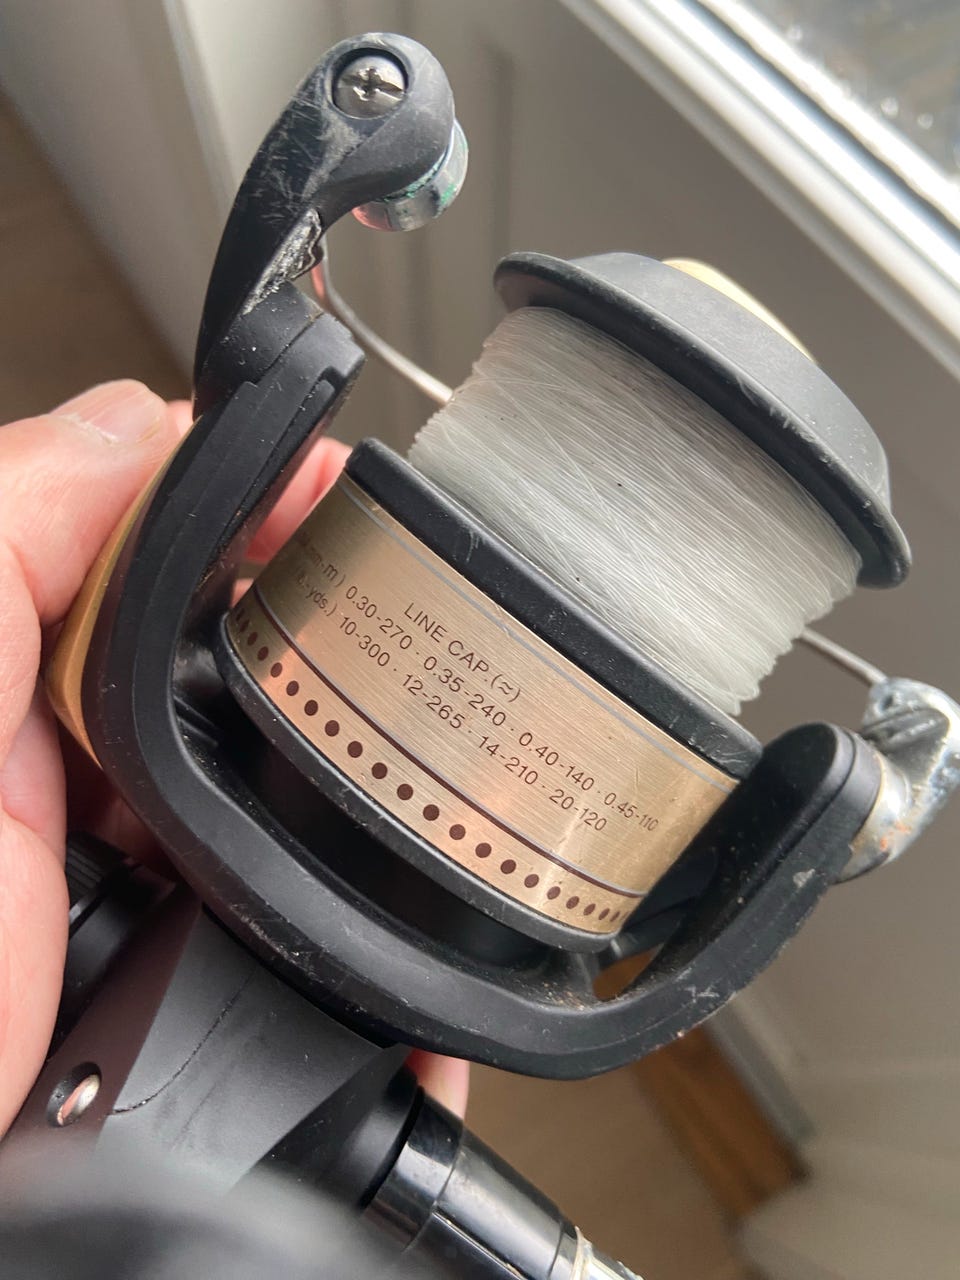 LINE CAP.(≈)
m) 0.30-270 · 0.35-240 · 0.40-140 · 0.45-110
yds.) 10-300 · 12-265 · 14-210 · 20-120